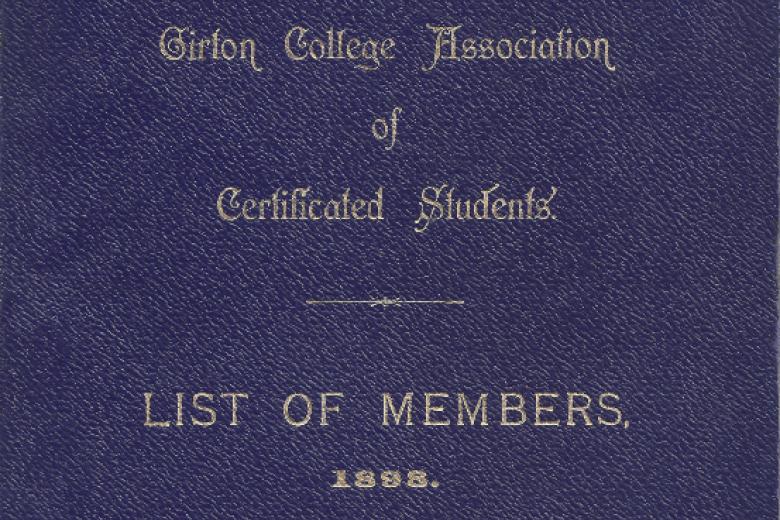 Girton College Association
of
Certificated Students.
LIST OF MEMBERS,
1898.